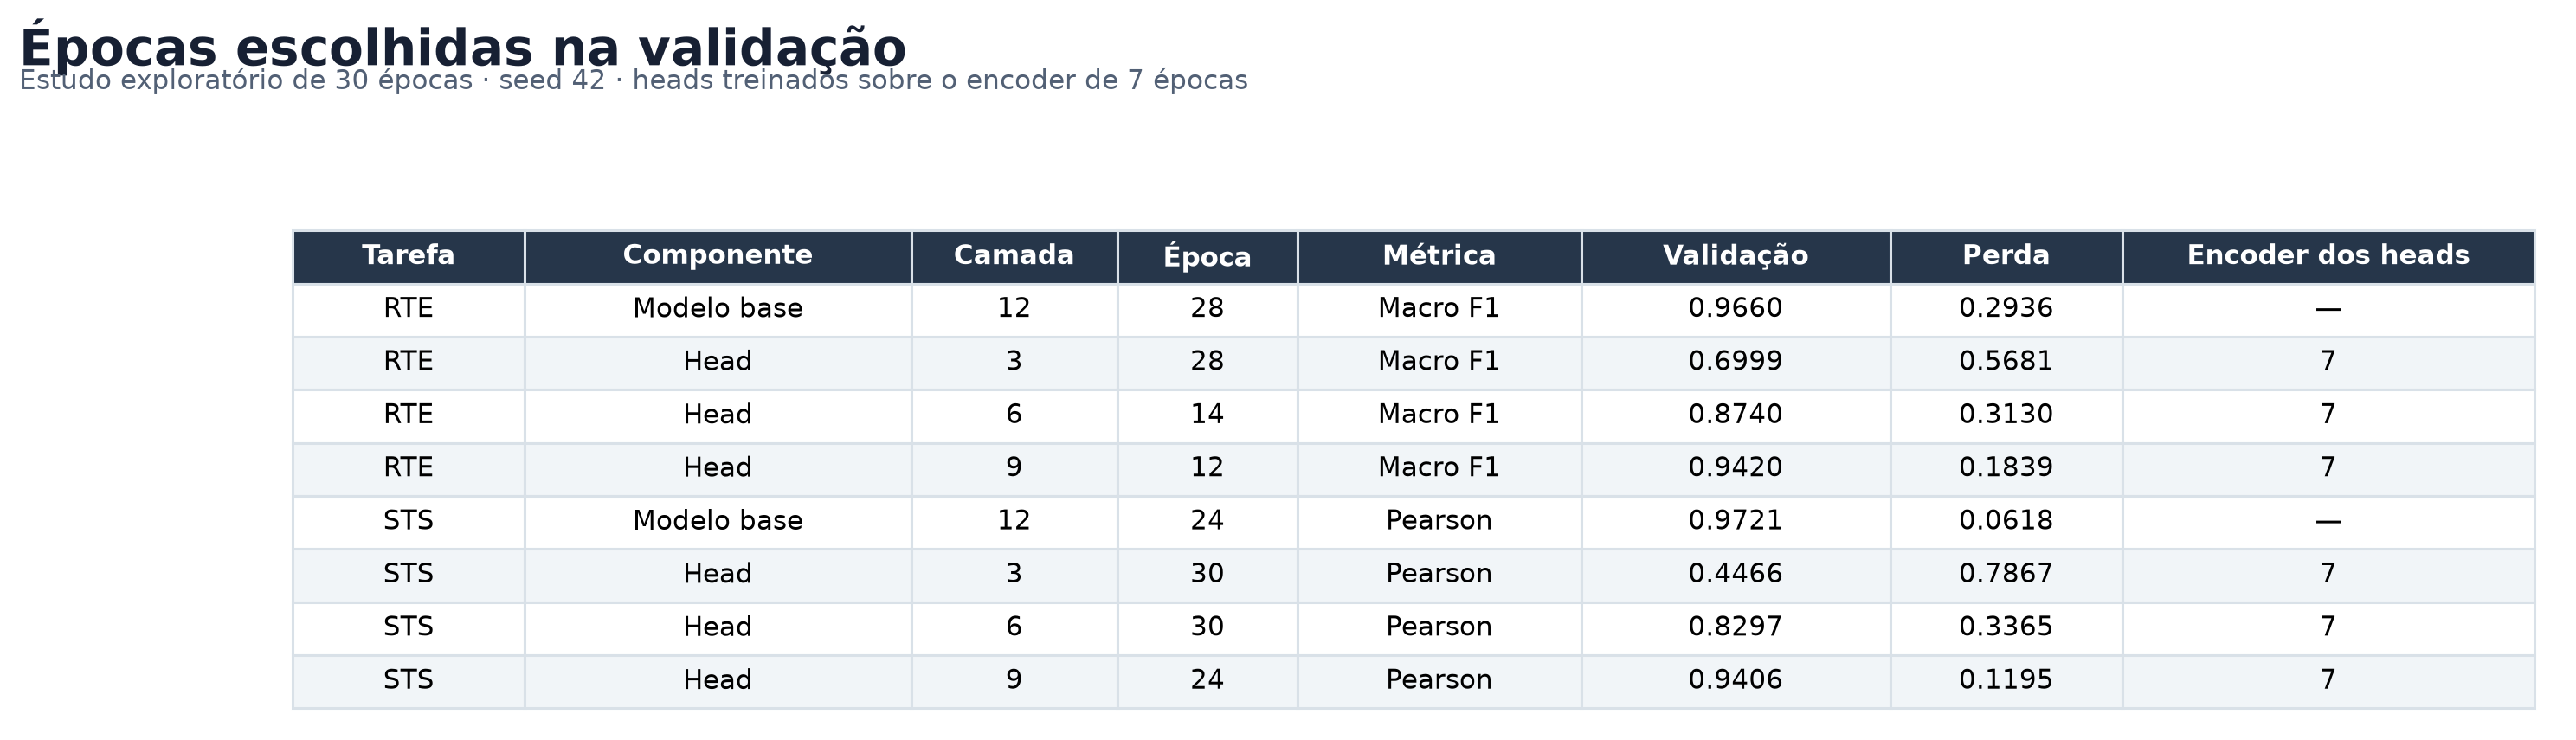 Épocas escolhidas na validação
Estudo exploratório de 30 épocas · seed 42 · heads treinados sobre o encoder de 7 épocas
Tarefa Componente Camada Época Métrica Validação Perda Encoder dos heads
RTE Modelo base 12 28 Macro F1 0.9660 0.2936 —
RTE Head 3 28 Macro F1 0.6999 0.5681 7
RTE Head 6 14 Macro F1 0.8740 0.3130 7
RTE Head 9 12 Macro F1 0.9420 0.1839 7
STS Modelo base 12 24 Pearson 0.9721 0.0618 —
STS Head 3 30 Pearson 0.4466 0.7867 7
STS Head 6 30 Pearson 0.8297 0.3365 7
STS Head 9 24 Pearson 0.9406 0.1195 7